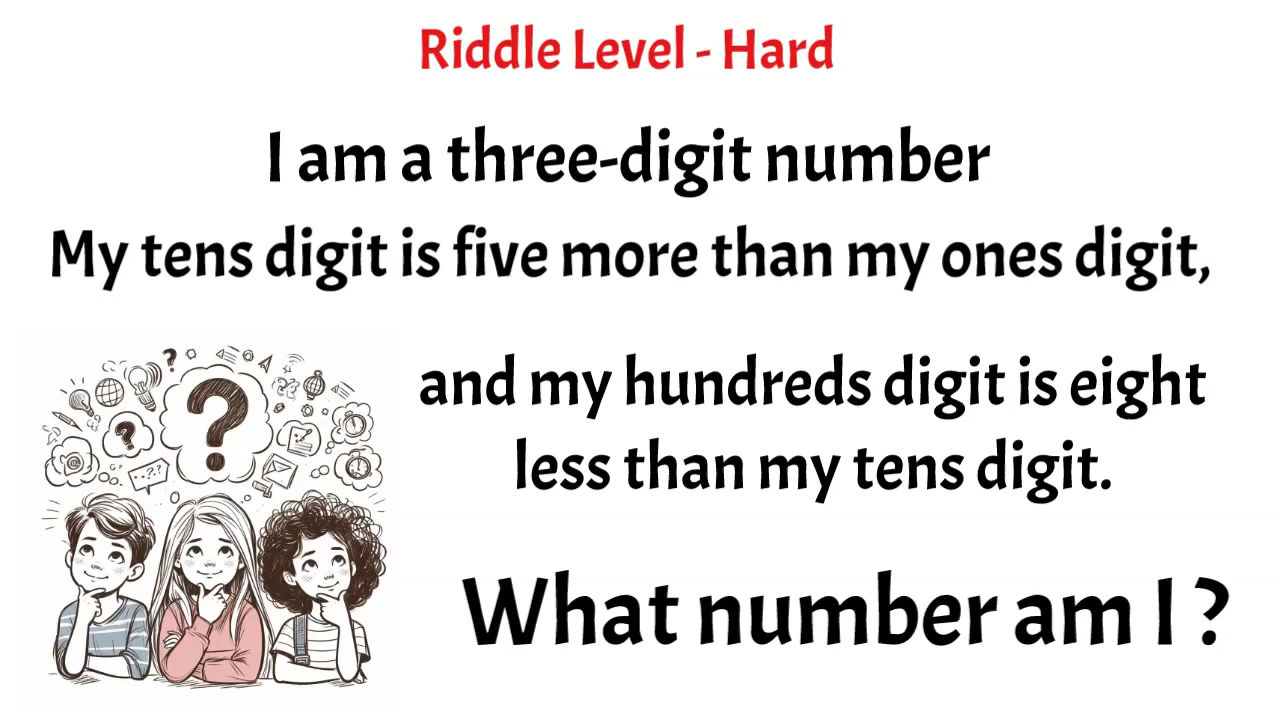 Riddle Level - Hard
I am a three-digit number
My tens digit is five more than my ones digit,
and my hundreds digit is eight
less than my tens digit.
What number am I ?